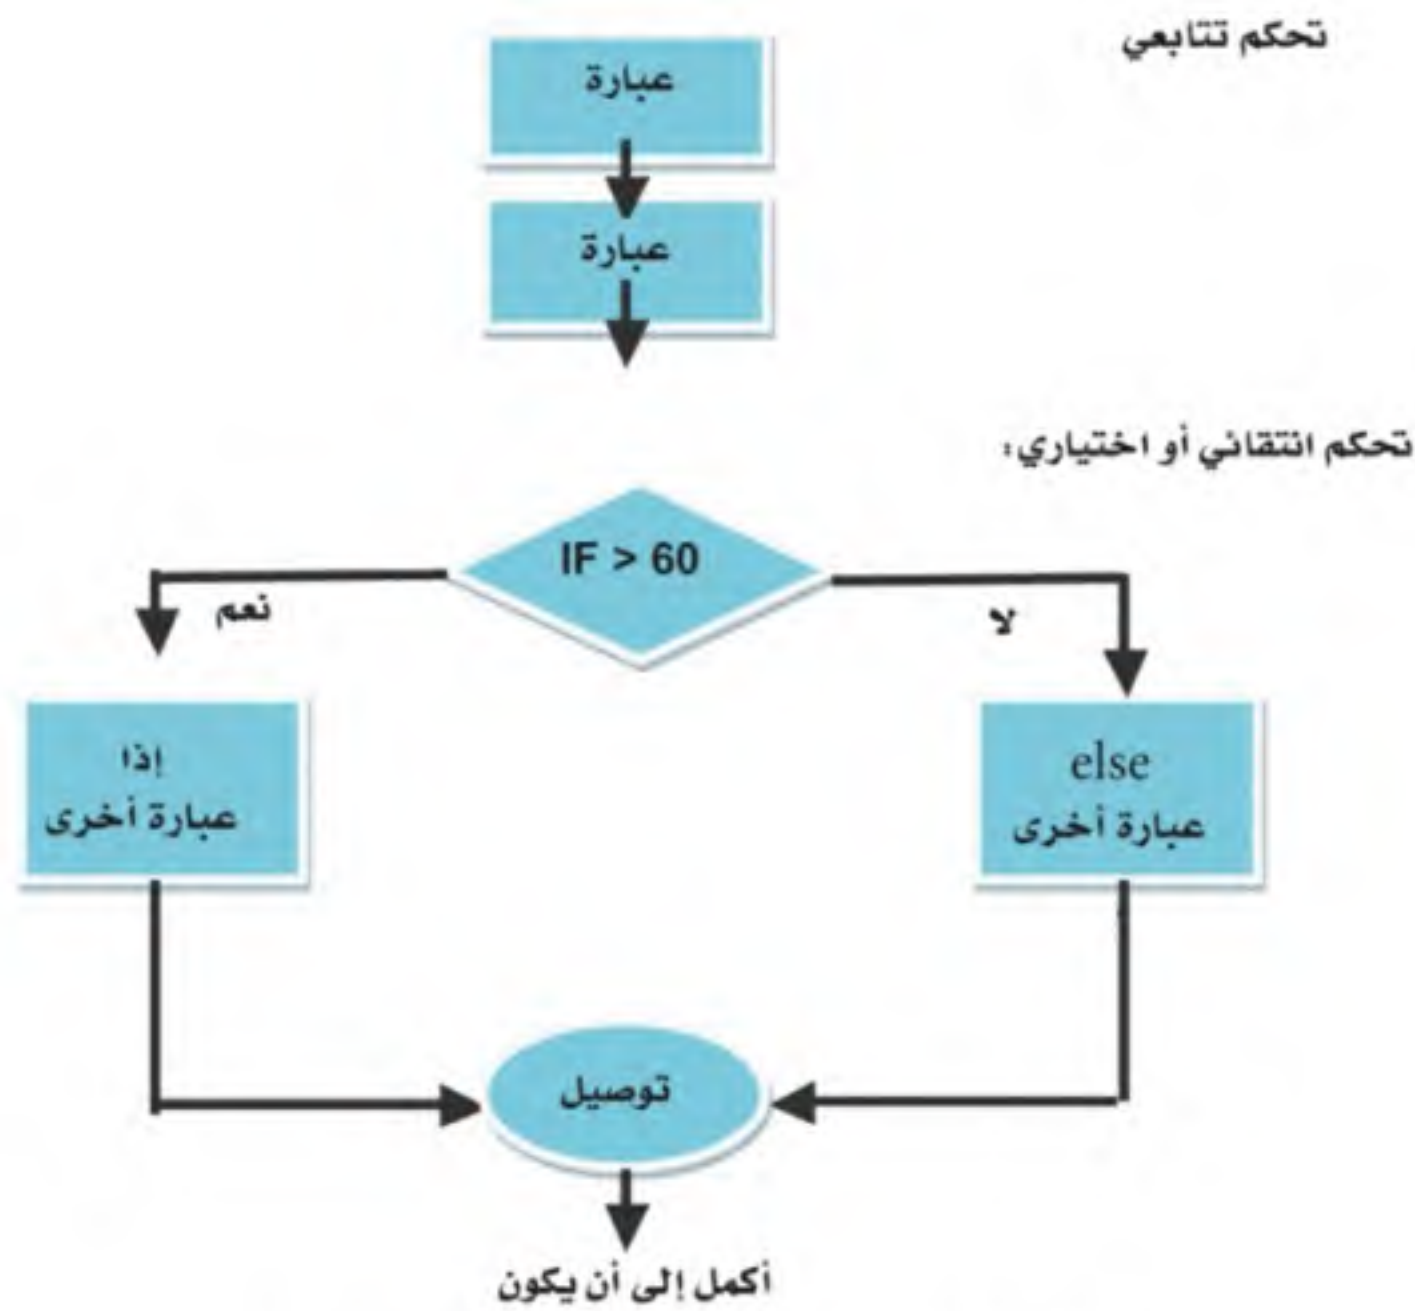 تحكم تتابعي
عبارة
عبارة
تحكم انتقائي أو اختياري:
IF > 60
نعم
لا
إذا
عبارة أخرى
else
عبارة أخرى
توصيل
أكمل إلى أن يكون